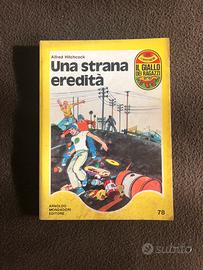 Alfred Hitchcock
Una strana
eredità
IL GIALLO
DEI RAGAZZI
ARNOLDO
MONDADORI
EDITORE
78
subito